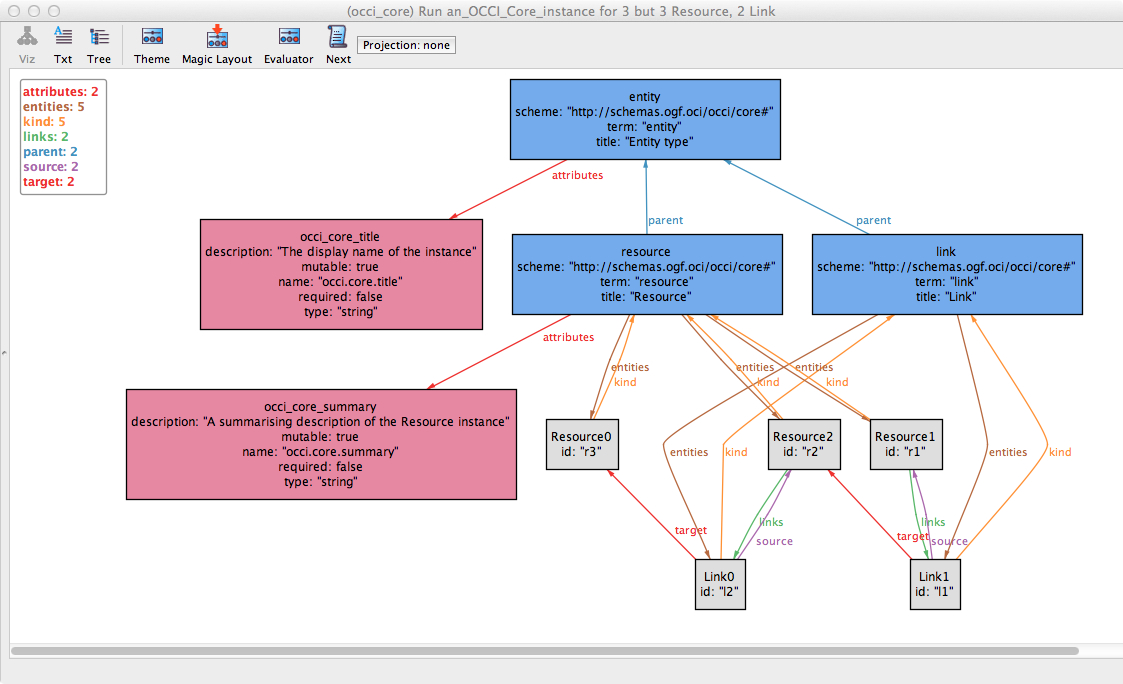 (occi_core) Run an_OCCI_Core_instance for 3 but 3 Resource, 2 Link
Viz Txt Tree Theme Magic Layout Evaluator Next Projection: none
attributes: 2
entities: 5
kind: 5
links: 2
parent: 2
source: 2
target: 2
entity
scheme: "http://schemas.ogf.oci/occi/core#"
term: "entity"
title: "Entity type"
attributes
parent
parent
occi_core_title
description: "The display name of the instance"
mutable: true
name: "occi.core.title"
required: false
type: "string"
resource
scheme: "http://schemas.ogf.oci/occi/core#"
term: "resource"
title: "Resource"
link
scheme: "http://schemas.ogf.oci/occi/core#"
term: "link"
title: "Link"
attributes
entities
kind
entities
kind
entities
kind
occi_core_summary
description: "A summarising description of the Resource instance"
mutable: true
name: "occi.core.summary"
required: false
type: "string"
Resource0
id: "r3"
Resource2
id: "r2"
Resource1
id: "r1"
entities
kind
entities
kind
target
links
source
target
links
source
Link0
id: "l2"
Link1
id: "l1"